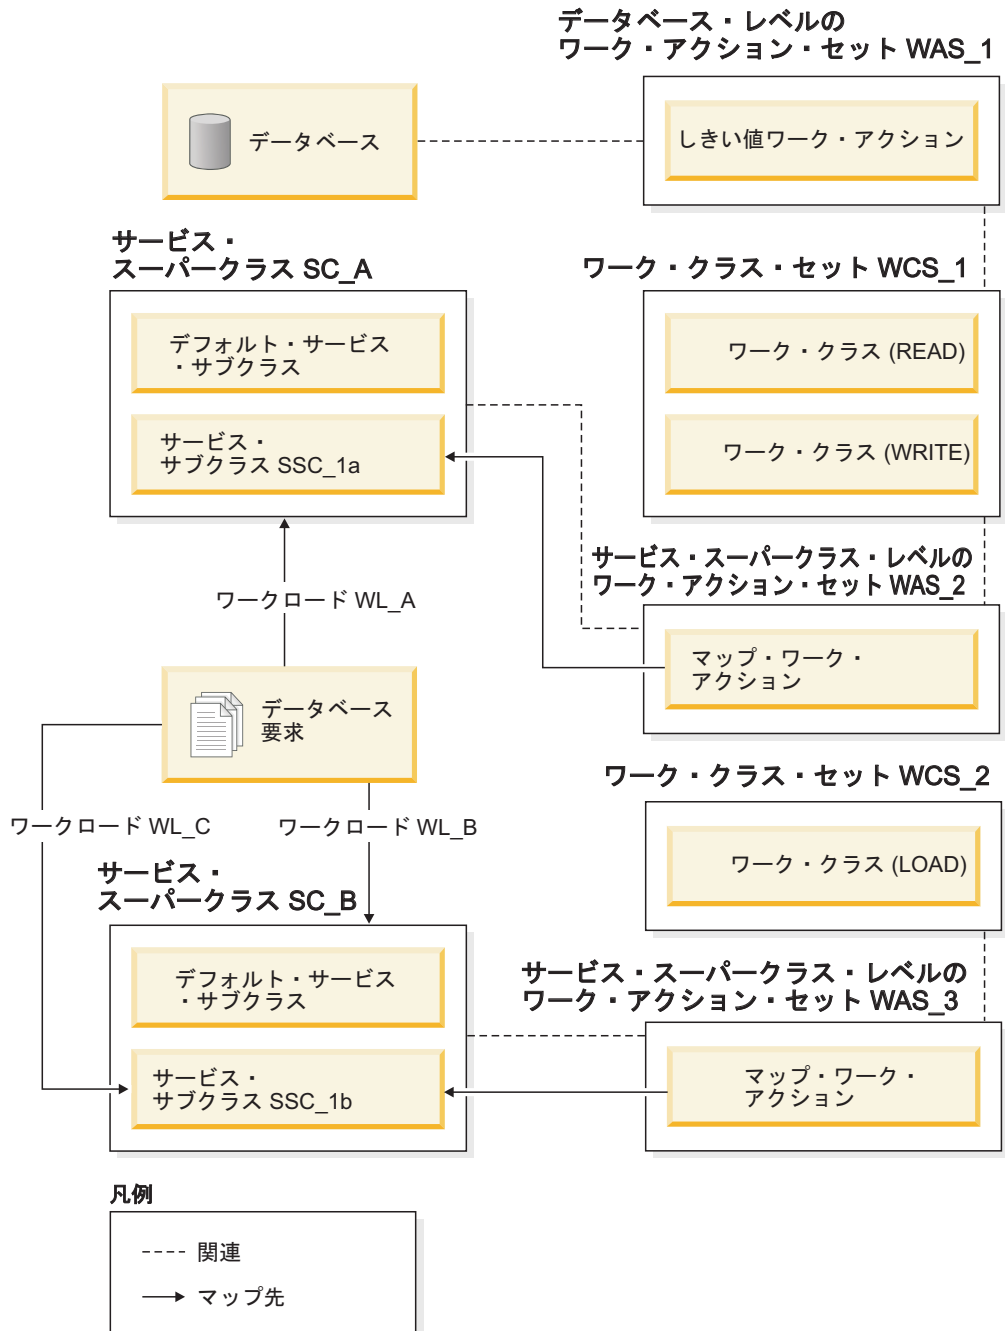 データベース・レベルの
ワーク・アクション・セット WAS_1
データベース
しきい値ワーク・アクション
サービス・
スーパークラス SC_A
ワーク・クラス・セット WCS_1
デフォルト・サービス
・サブクラス
ワーク・クラス (READ)
サービス・
サブクラス SSC_1a
ワーク・クラス (WRITE)
サービス・スーパークラス・レベルの
ワーク・アクション・セット WAS_2
ワークロード WL_A
マップ・ワーク・
アクション
データベース
要求
ワーク・クラス・セット WCS_2
ワークロード WL_C
ワークロード WL_B
ワーク・クラス (LOAD)
サービス・
スーパークラス SC_B
サービス・スーパークラス・レベルの
ワーク・アクション・セット WAS_3
デフォルト・サービス
・サブクラス
サービス・
サブクラス SSC_1b
マップ・ワーク・
アクション
凡例
関連
マップ先